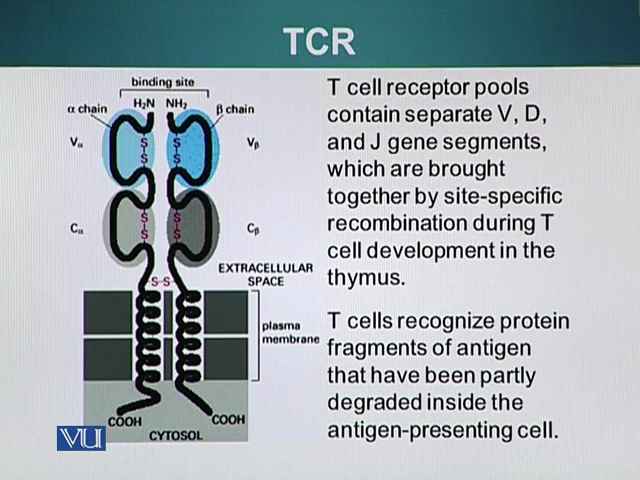 TCR
binding site
α chain
H₂N
NH₂
β chain
Vα
S
S
S
S
Vβ
Cα
S
S
S
S
Cβ
S-S
EXTRACELLULAR
SPACE
plasma
membrane
COOH
COOH
CYTOSOL
VU
T cell receptor pools
contain separate V, D,
and J gene segments,
which are brought
together by site-specific
recombination during T
cell development in the
thymus.
T cells recognize protein
fragments of antigen
that have been partly
degraded inside the
antigen-presenting cell.